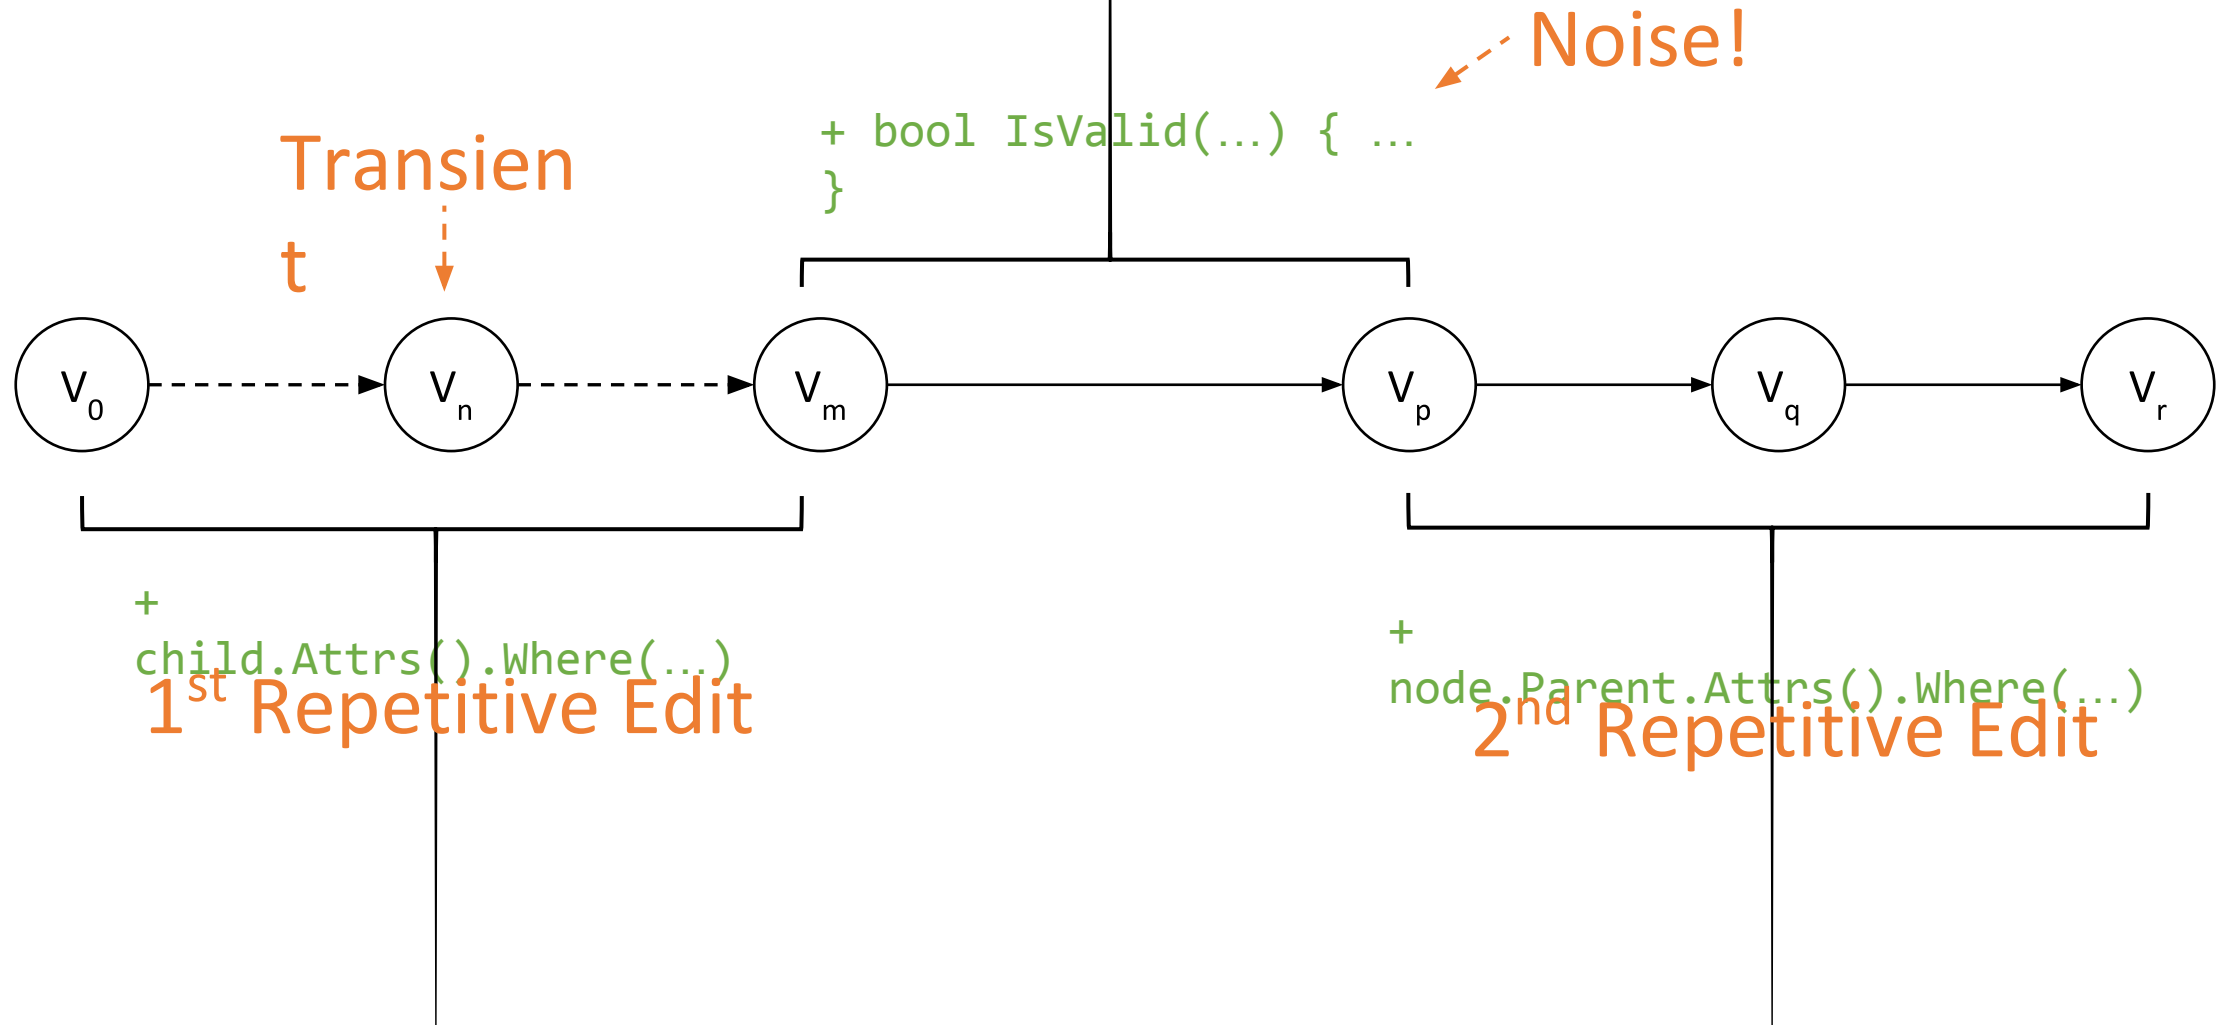 Noise!
+ bool IsValid(…) { …
}
Transien
t
V0
Vn
Vm
Vp
Vq
Vr
+
child.Attrs().Where(…)
1st Repetitive Edit
+
node.Parent.Attrs().Where(…)
2nd Repetitive Edit